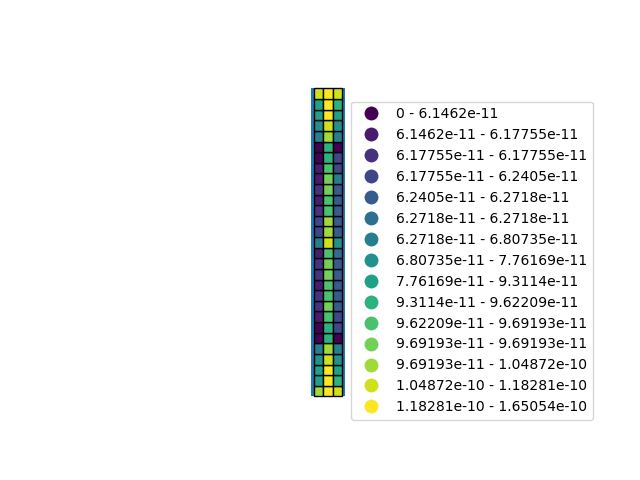 0 - 6.1462e-11
6.1462e-11 - 6.17755e-11
6.17755e-11 - 6.17755e-11
6.17755e-11 - 6.2405e-11
6.2405e-11 - 6.2718e-11
6.2718e-11 - 6.2718e-11
6.2718e-11 - 6.80735e-11
6.80735e-11 - 7.76169e-11
7.76169e-11 - 9.3114e-11
9.3114e-11 - 9.62209e-11
9.62209e-11 - 9.69193e-11
9.69193e-11 - 9.69193e-11
9.69193e-11 - 1.04872e-10
1.04872e-10 - 1.18281e-10
1.18281e-10 - 1.65054e-10